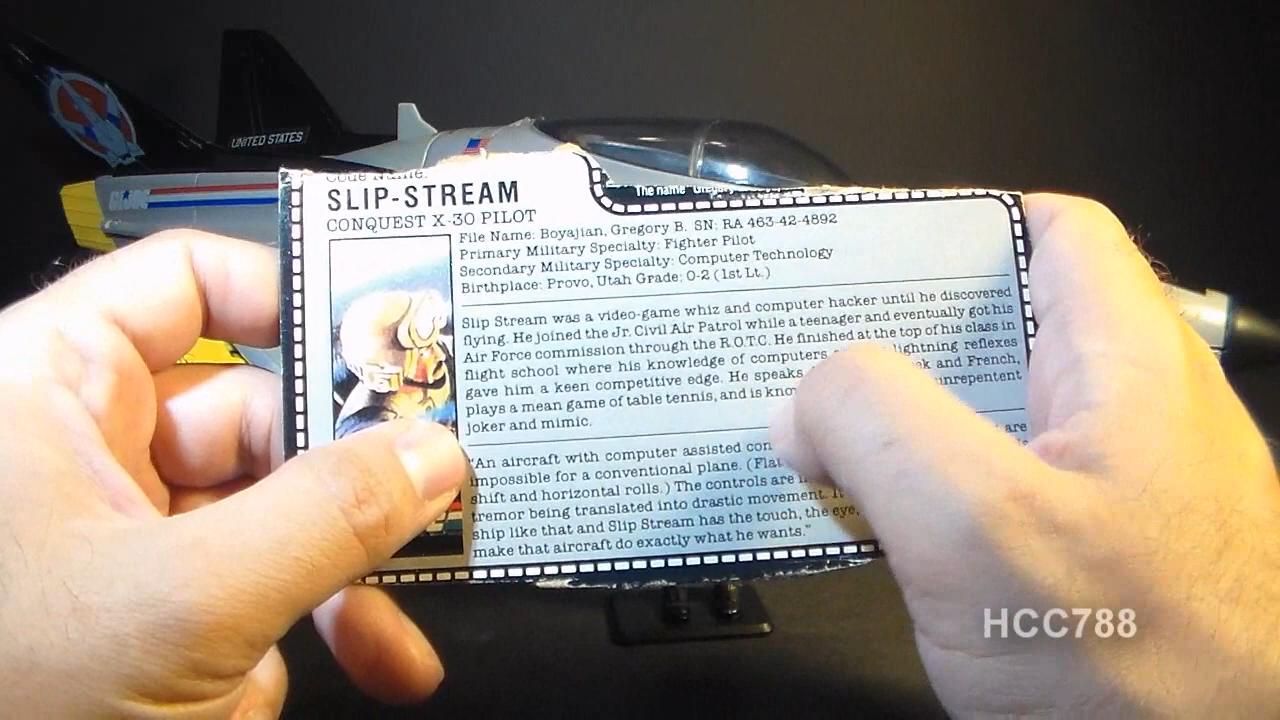 UNITED STATES
Code Name:
SLIP-STREAM
CONQUEST X-30 PILOT
The name
File Name: Boyajian, Gregory B. SN: RA 463-42-4892
Primary Military Specialty: Fighter Pilot
Secondary Military Specialty: Computer Technology
Birthplace: Provo, Utah Grade: O-2 (1st Lt.)
Slip Stream was a video-game whiz and computer hacker until he discovered
flying. He joined the Jr. Civil Air Patrol while a teenager and eventually got his
Air Force commission through the R.O.T.C. He finished at the top of his class in
flight school where his knowledge of computers lightning reflexes
gave him a keen competitive edge. He speaks and French,
plays a mean game of table tennis, and is unrepentent
joker and mimic.
"An aircraft with computer assisted are
impossible for a conventional plane.
shift and horizontal rolls.) The controls are
tremor being translated into drastic movement. It
ship like that and Slip Stream has the touch, the eye,
make that aircraft do exactly what he wants."
HCC788